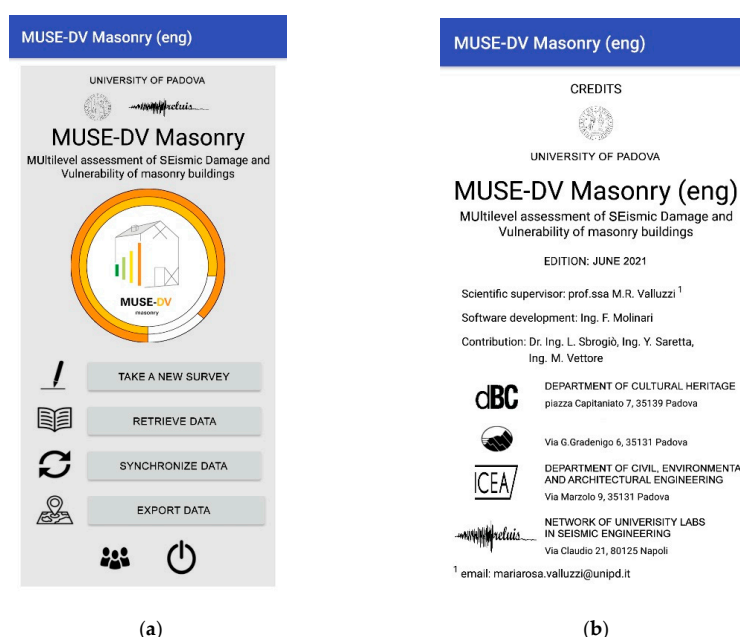 MUSE-DV Masonry (eng)
UNIVERSITY OF PADOVA
reluis
MUSE-DV Masonry
MUltilevel assessment of SEismic Damage and
Vulnerability of masonry buildings
MUSE-DV
masonry
TAKE A NEW SURVEY
RETRIEVE DATA
SYNCHRONIZE DATA
EXPORT DATA
(a)
MUSE-DV Masonry (eng)
CREDITS
UNIVERSITY OF PADOVA
MUSE-DV Masonry (eng)
MUltilevel assessment of SEismic Damage and
Vulnerability of masonry buildings
EDITION: JUNE 2021
Scientific supervisor: prof.ssa M.R. Valluzzi 1
Software development: Ing. F. Molinari
Contribution: Dr. Ing. L. Sbrogiò, Ing. Y. Saretta,
Ing. M. Vettore
dBC
DEPARTMENT OF CULTURAL HERITAGE
piazza Capitaniato 7, 35139 Padova
Via G.Gradenigo 6, 35131 Padova
ICEA
DEPARTMENT OF CIVIL, ENVIRONMENTA
AND ARCHITECTURAL ENGINEERING
Via Marzolo 9, 35131 Padova
reluis
NETWORK OF UNIVERISITY LABS
IN SEISMIC ENGINEERING
Via Claudio 21, 80125 Napoli
1 email: mariarosa.valluzzi@unipd.it
(b)